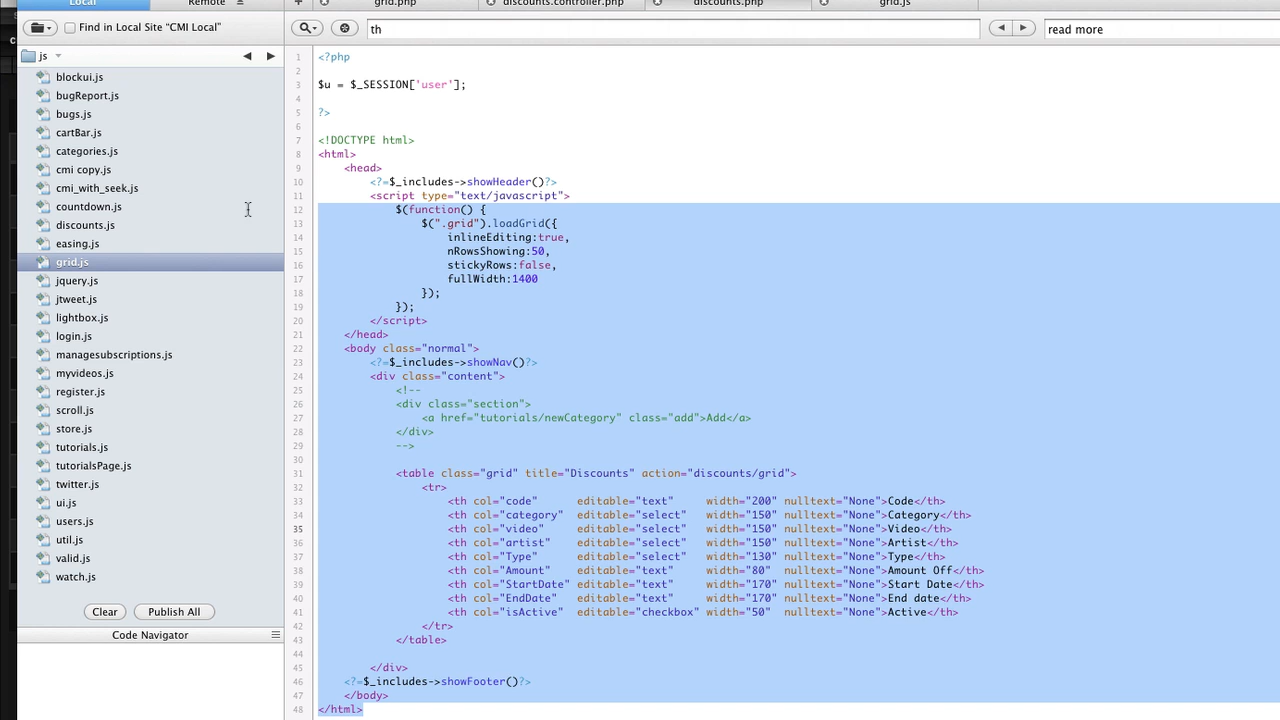 Local Remote grid.php discounts.controller.php discounts.php grid.js
Find in Local Site “CMI Local”
th
read more
js
blockui.js
bugReport.js
bugs.js
cartBar.js
categories.js
cmi copy.js
cmi_with_seek.js
countdown.js
discounts.js
easing.js
grid.js
jquery.js
jtweet.js
lightbox.js
login.js
managesubscriptions.js
myvideos.js
register.js
scroll.js
store.js
tutorials.js
tutorialsPage.js
twitter.js
ui.js
users.js
util.js
valid.js
watch.js
Clear Publish All
Code Navigator
1 <?php
2
3 $u = $_SESSION['user'];
4
5 ?>
6
7 <!DOCTYPE html>
8 <html>
9 <head>
10 <?=$_includes->showHeader()?>
11 <script type="text/javascript">
12 $(function() {
13 $(".grid").loadGrid({
14 inlineEditing:true,
15 nRowsShowing:50,
16 stickyRows:false,
17 fullWidth:1400
18 });
19 });
20 </script>
21 </head>
22 <body class="normal">
23 <?=$_includes->showNav()?>
24 <div class="content">
25 <!--
26 <div class="section">
27 <a href="tutorials/newCategory" class="add">Add</a>
28 </div>
29 -->
30
31 <table class="grid" title="Discounts" action="discounts/grid">
32 <tr>
33 <th col="code" editable="text" width="200" nulltext="None">Code</th>
34 <th col="category" editable="select" width="150" nulltext="None">Category</th>
35 <th col="video" editable="select" width="150" nulltext="None">Video</th>
36 <th col="artist" editable="select" width="150" nulltext="None">Artist</th>
37 <th col="Type" editable="select" width="130" nulltext="None">Type</th>
38 <th col="Amount" editable="text" width="80" nulltext="None">Amount Off</th>
39 <th col="StartDate" editable="text" width="170" nulltext="None">Start Date</th>
40 <th col="EndDate" editable="text" width="170" nulltext="None">End date</th>
41 <th col="isActive" editable="checkbox" width="50" nulltext="None">Active</th>
42 </tr>
43 </table>
44
45 </div>
46 <?=$_includes->showFooter()?>
47 </body>
48 </html>